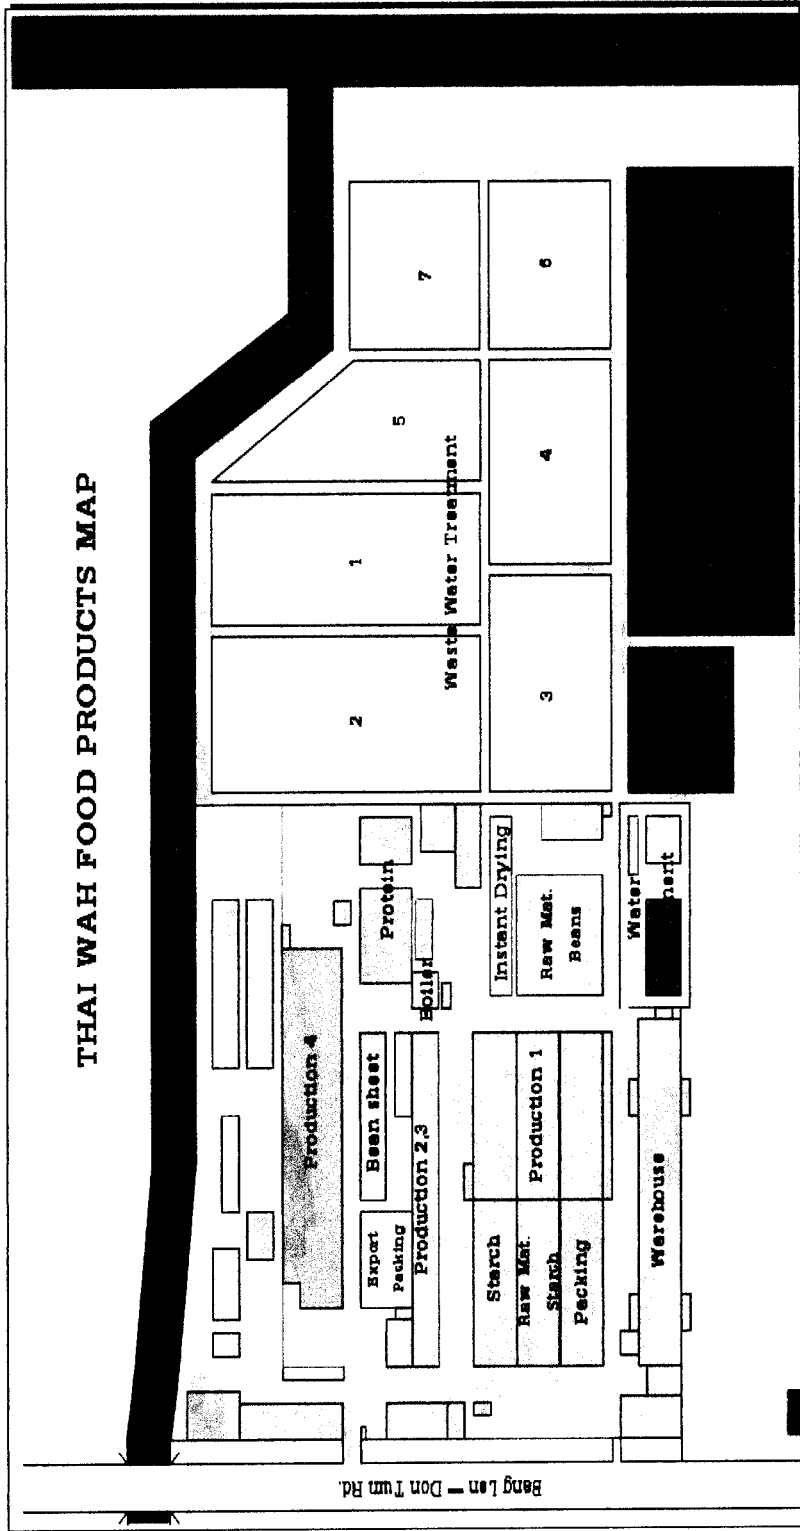 THAI WAH FOOD PRODUCTS MAP
7
6
5
4
1
2
3
Waste Water Treatment
Protein
Boiler
Instant Drying
Raw Mat.
Beans
Water
ment
Production 4
Bean sheet
Export
Packing
Production 2,3
Production 1
Starch
Raw Mat.
Starch
Packing
Warehouse
Bang Len — Don Tum Rd.